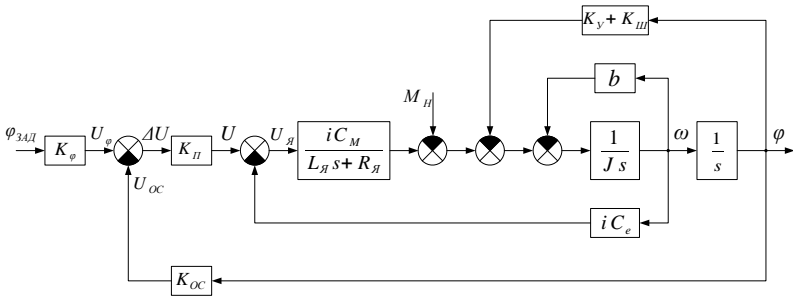 K_У + K_Ш
b
M_Н
φ_ЗАД
K_φ
U_φ
ΔU
K_П
U
U_Я
iC_М
L_Я s + R_Я
1
J s
ω
1
s
φ
U_ОС
iC_e
K_ОС